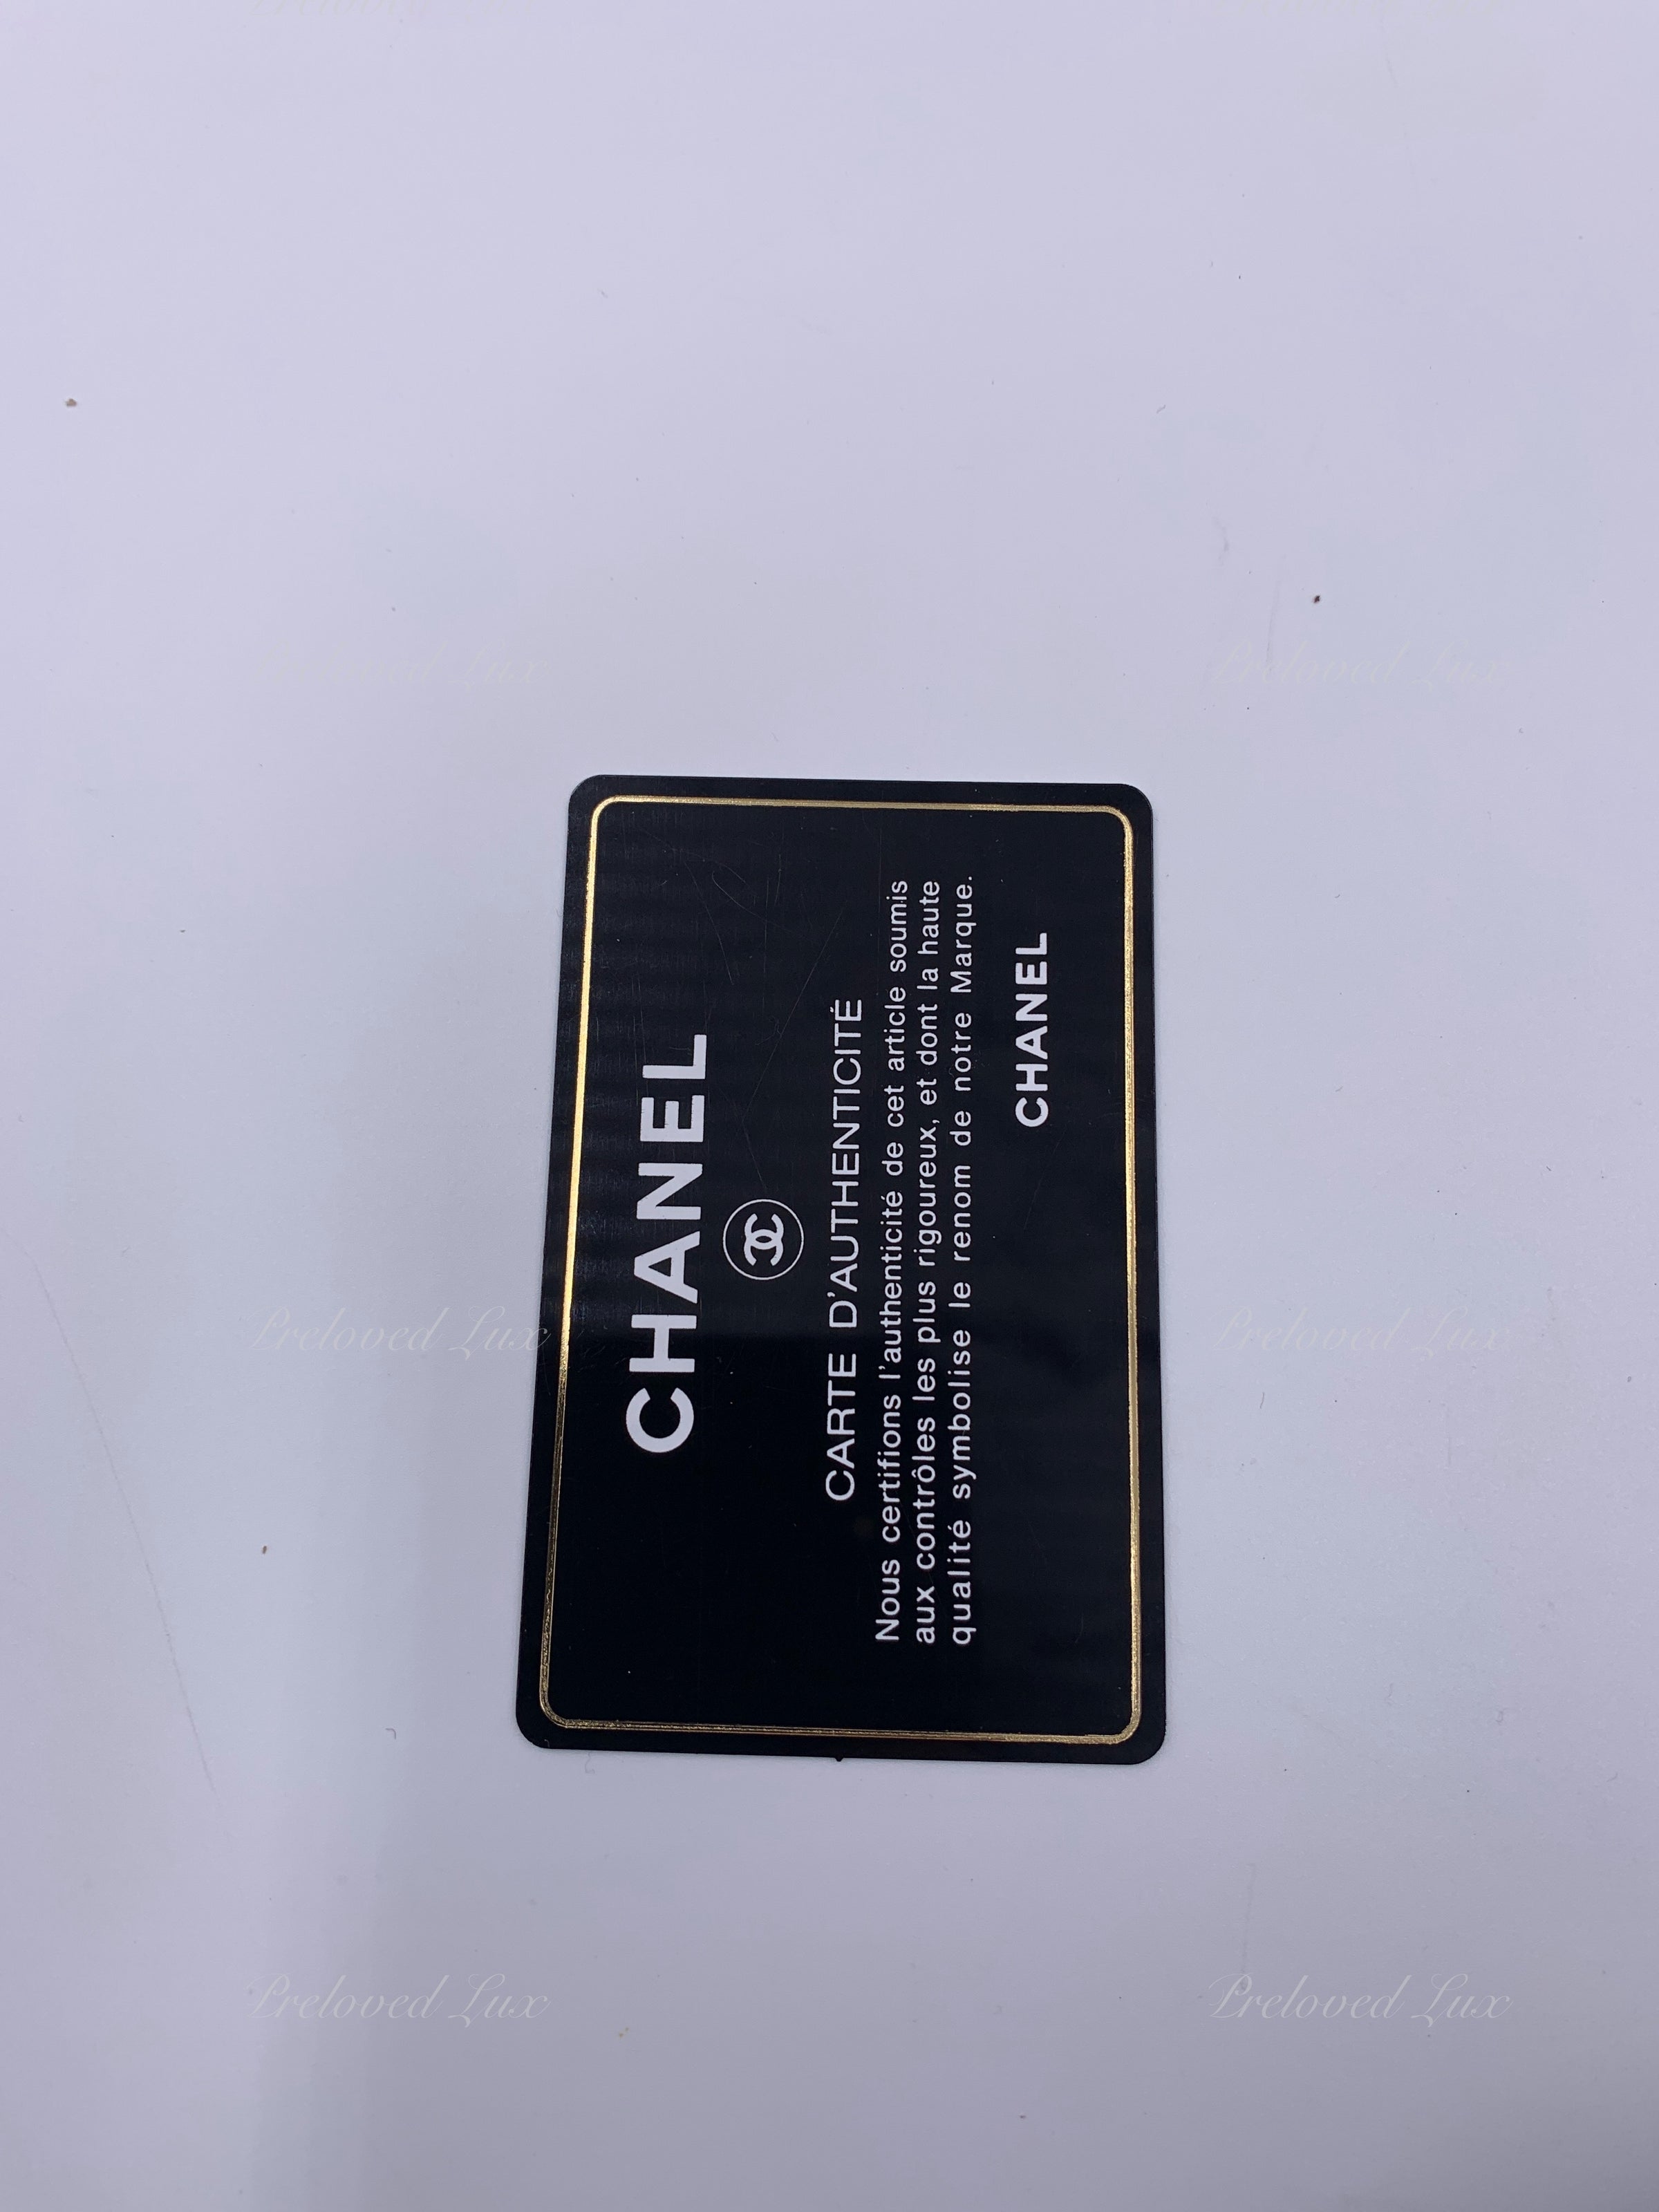 CHANEL
CARTE D'AUTHENTICITÉ
Nous certifions l'authenticité de cet article soumis
aux contrôles les plus rigoureux, et dont la haute
qualité symbolise le renom de notre Marque.
CHANEL
Preloved Lux
Preloved Lux
Preloved Lux
Preloved Lux
Preloved Lux
Preloved Lux